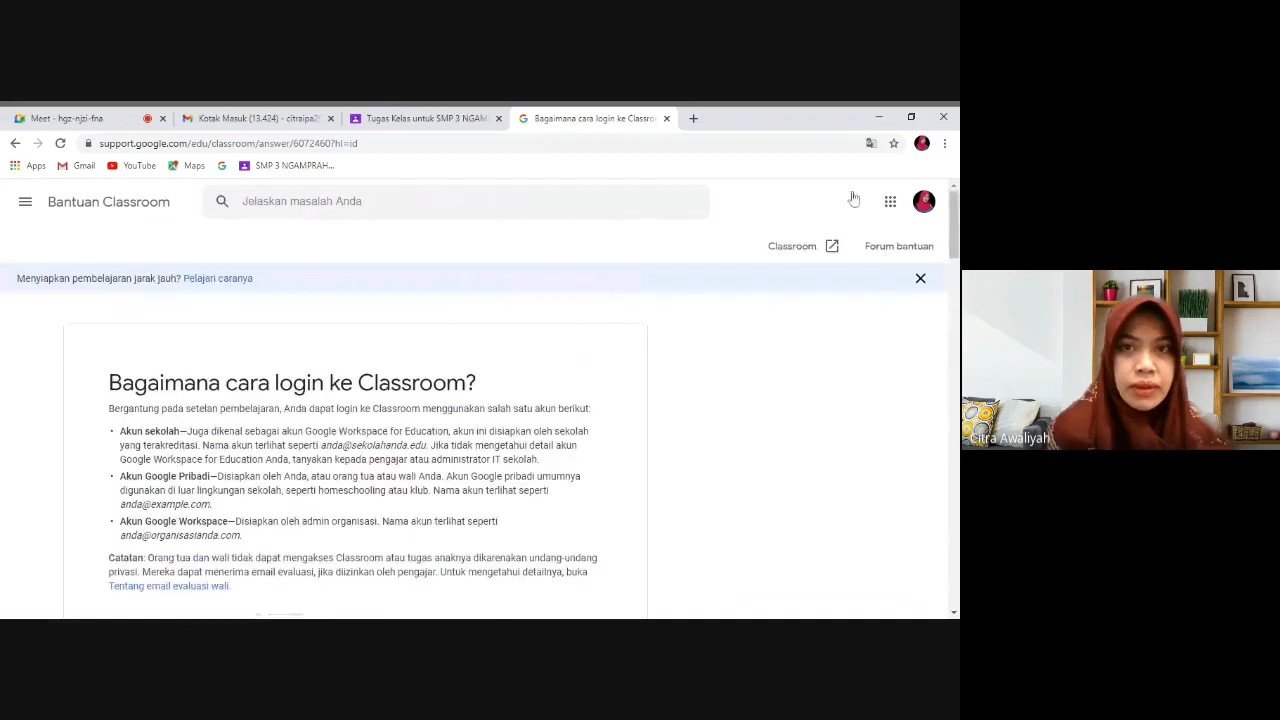 Meet - hgz-njzi-fna
Kotak Masuk (13.424) - citraipa2
Tugas Kelas untuk SMP 3 NGAM
Bagaimana cara login ke Classro
support.google.com/edu/classroom/answer/6072460?hl=id
Apps
Gmail
YouTube
Maps
SMP 3 NGAMPRAH...
Bantuan Classroom
Jelaskan masalah Anda
Classroom
Forum bantuan
Menyiapkan pembelajaran jarak jauh? Pelajari caranya
Bagaimana cara login ke Classroom?
Bergantung pada setelan pembelajaran, Anda dapat login ke Classroom menggunakan salah satu akun berikut:
• Akun sekolah—Juga dikenal sebagai akun Google Workspace for Education, akun ini disiapkan oleh sekolah
yang terakreditasi. Nama akun terlihat seperti anda@sekolahanda.edu. Jika tidak mengetahui detail akun
Google Workspace for Education Anda, tanyakan kepada pengajar atau administrator IT sekolah.
• Akun Google Pribadi—Disiapkan oleh Anda, atau orang tua atau wali Anda. Akun Google pribadi umumnya
digunakan di luar lingkungan sekolah, seperti homeschooling atau klub. Nama akun terlihat seperti
anda@example.com.
• Akun Google Workspace—Disiapkan oleh admin organisasi. Nama akun terlihat seperti
anda@organisasianda.com.
Catatan: Orang tua dan wali tidak dapat mengakses Classroom atau tugas anaknya dikarenakan undang-undang
privasi. Mereka dapat menerima email evaluasi, jika diizinkan oleh pengajar. Untuk mengetahui detailnya, buka
Tentang email evaluasi wali.
Citra Awaliyah